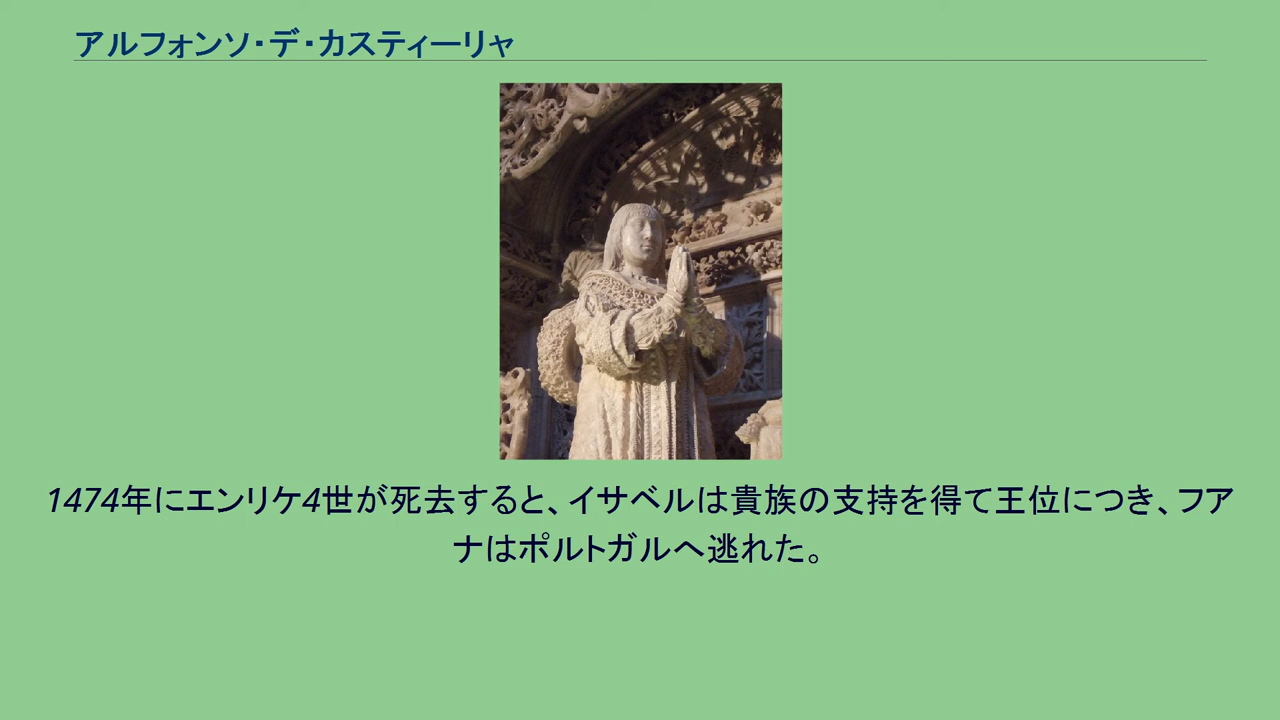 アルフォンソ・デ・カスティーリャ
1474年にエンリケ4世が死去すると、イサベルは貴族の支持を得て王位につき、フア
ナはポルトガルへ逃れた。